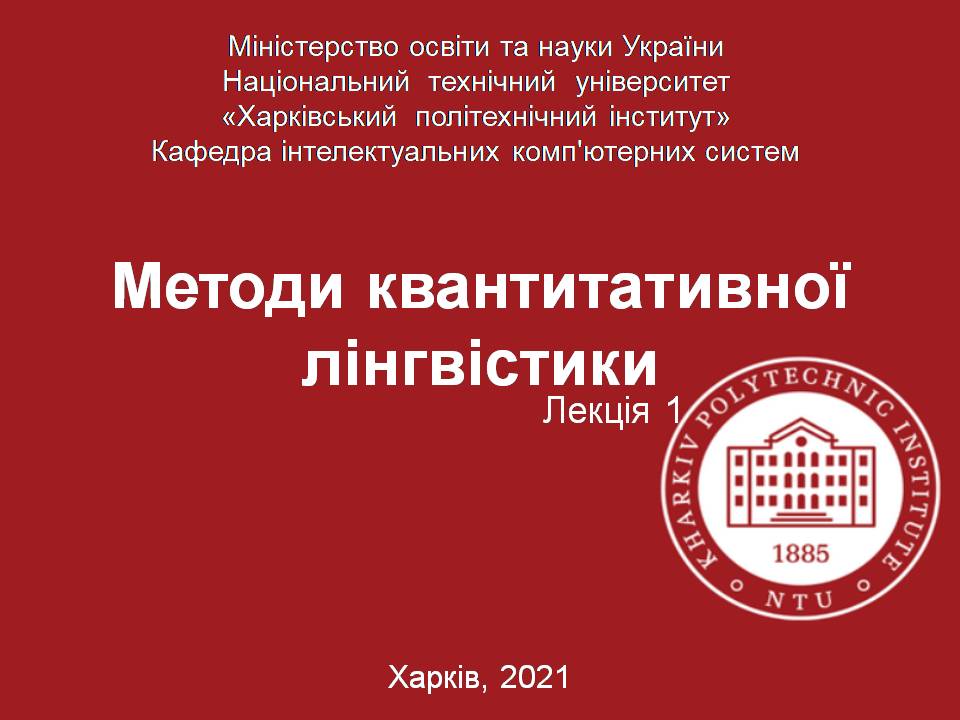 Міністерство освіти та науки України
Національний технічний університет
«Харківський політехнічний інститут»
Кафедра інтелектуальних комп'ютерних систем
Методи квантитативної
лінгвістики
Лекція 1
KHARKIV POLYTECHNIC INSTITUTE
1885
NTU
Харків, 2021